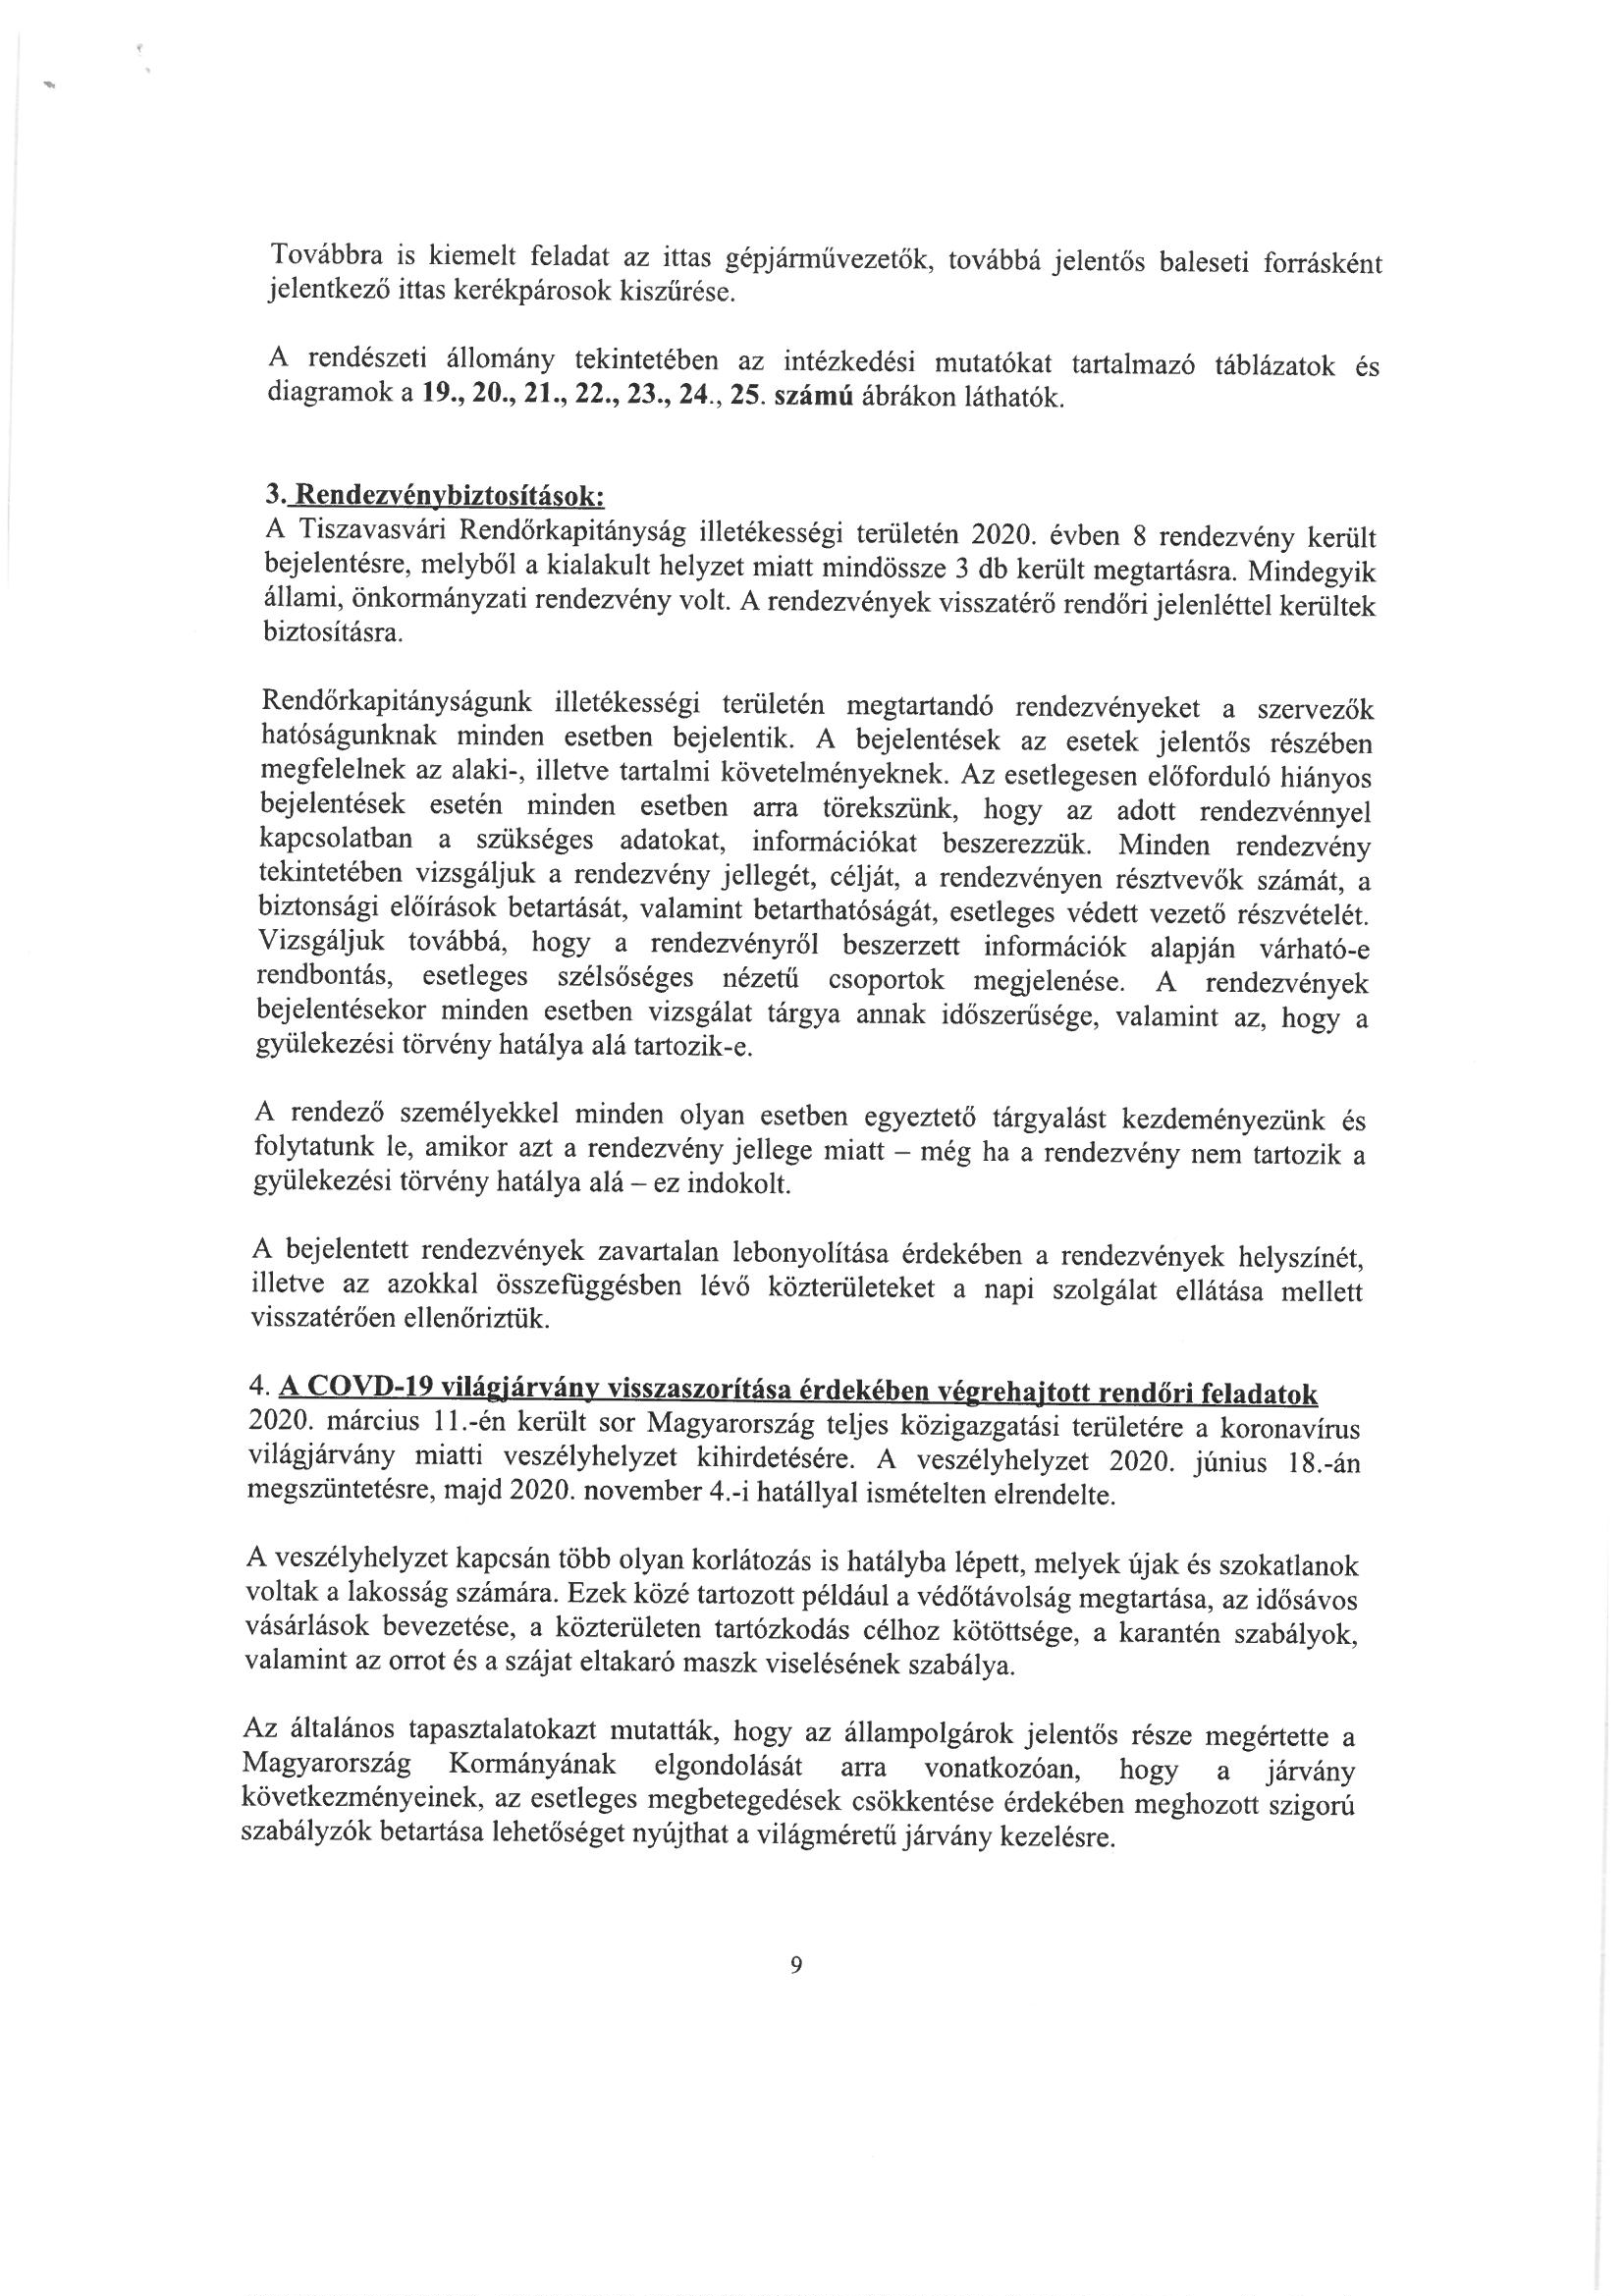 Továbbra is kiemelt feladat az ittas gépjárművezetők, továbbá jelentős baleseti forrásként
jelentkező ittas kerékpárosok kiszűrése.
A rendészeti állomány tekintetében az intézkedési mutatókat tartalmazó táblázatok és
diagramok a 19., 20., 21., 22., 23., 24., 25. számú ábrákon láthatók.
3. Rendezvénybiztosítások:
A Tiszavasvári Rendőrkapitányság illetékességi területén 2020. évben 8 rendezvény került
bejelentésre, melyből a kialakult helyzet miatt mindössze 3 db került megtartásra. Mindegyik
állami, önkormányzati rendezvény volt. A rendezvények visszatérő rendőri jelenléttel kerültek
biztosításra.
Rendőrkapitányságunk illetékességi területén megtartandó rendezvényeket a szervezők
hatóságunknak minden esetben bejelentik. A bejelentések az esetek jelentős részében
megfelelnek az alaki-, illetve tartalmi követelményeknek. Az esetlegesen előforduló hiányos
bejelentések esetén minden esetben arra törekszünk, hogy az adott rendezvénnyel
kapcsolatban a szükséges adatokat, információkat beszerezzük. Minden rendezvény
tekintetében vizsgáljuk a rendezvény jellegét, célját, a rendezvényen résztvevők számát, a
biztonsági előírások betartását, valamint betarthatóságát, esetleges védett vezető részvételét.
Vizsgáljuk továbbá, hogy a rendezvényről beszerzett információk alapján várható-e
rendbontás, esetleges szélsőséges nézetű csoportok megjelenése. A rendezvények
bejelentésekor minden esetben vizsgálat tárgya annak időszerűsége, valamint az, hogy a
gyülekezési törvény hatálya alá tartozik-e.
A rendező személyekkel minden olyan esetben egyeztető tárgyalást kezdeményezünk és
folytatunk le, amikor azt a rendezvény jellege miatt – még ha a rendezvény nem tartozik a
gyülekezési törvény hatálya alá – ez indokolt.
A bejelentett rendezvények zavartalan lebonyolítása érdekében a rendezvények helyszínét,
illetve az azokkal összefüggésben lévő közterületeket a napi szolgálat ellátása mellett
visszatérően ellenőriztük.
4. A COVD-19 világjárvány visszaszorítása érdekében végrehajtott rendőri feladatok
2020. március 11.-én került sor Magyarország teljes közigazgatási területére a koronavírus
világjárvány miatti veszélyhelyzet kihirdetésére. A veszélyhelyzet 2020. június 18.-án
megszüntetésre, majd 2020. november 4.-i hatállyal ismételten elrendelte.
A veszélyhelyzet kapcsán több olyan korlátozás is hatályba lépett, melyek újak és szokatlanok
voltak a lakosság számára. Ezek közé tartozott például a védőtávolság megtartása, az idősávos
vásárlások bevezetése, a közterületen tartózkodás célhoz kötöttsége, a karantén szabályok,
valamint az orrot és a szájat eltakaró maszk viselésének szabálya.
Az általános tapasztalatokazt mutatták, hogy az állampolgárok jelentős része megértette a
Magyarország Kormányának elgondolását arra vonatkozóan, hogy a járvány
következményeinek, az esetleges megbetegedések csökkentése érdekében meghozott szigorú
szabályzók betartása lehetőséget nyújthat a világméretű járvány kezelésre.
9